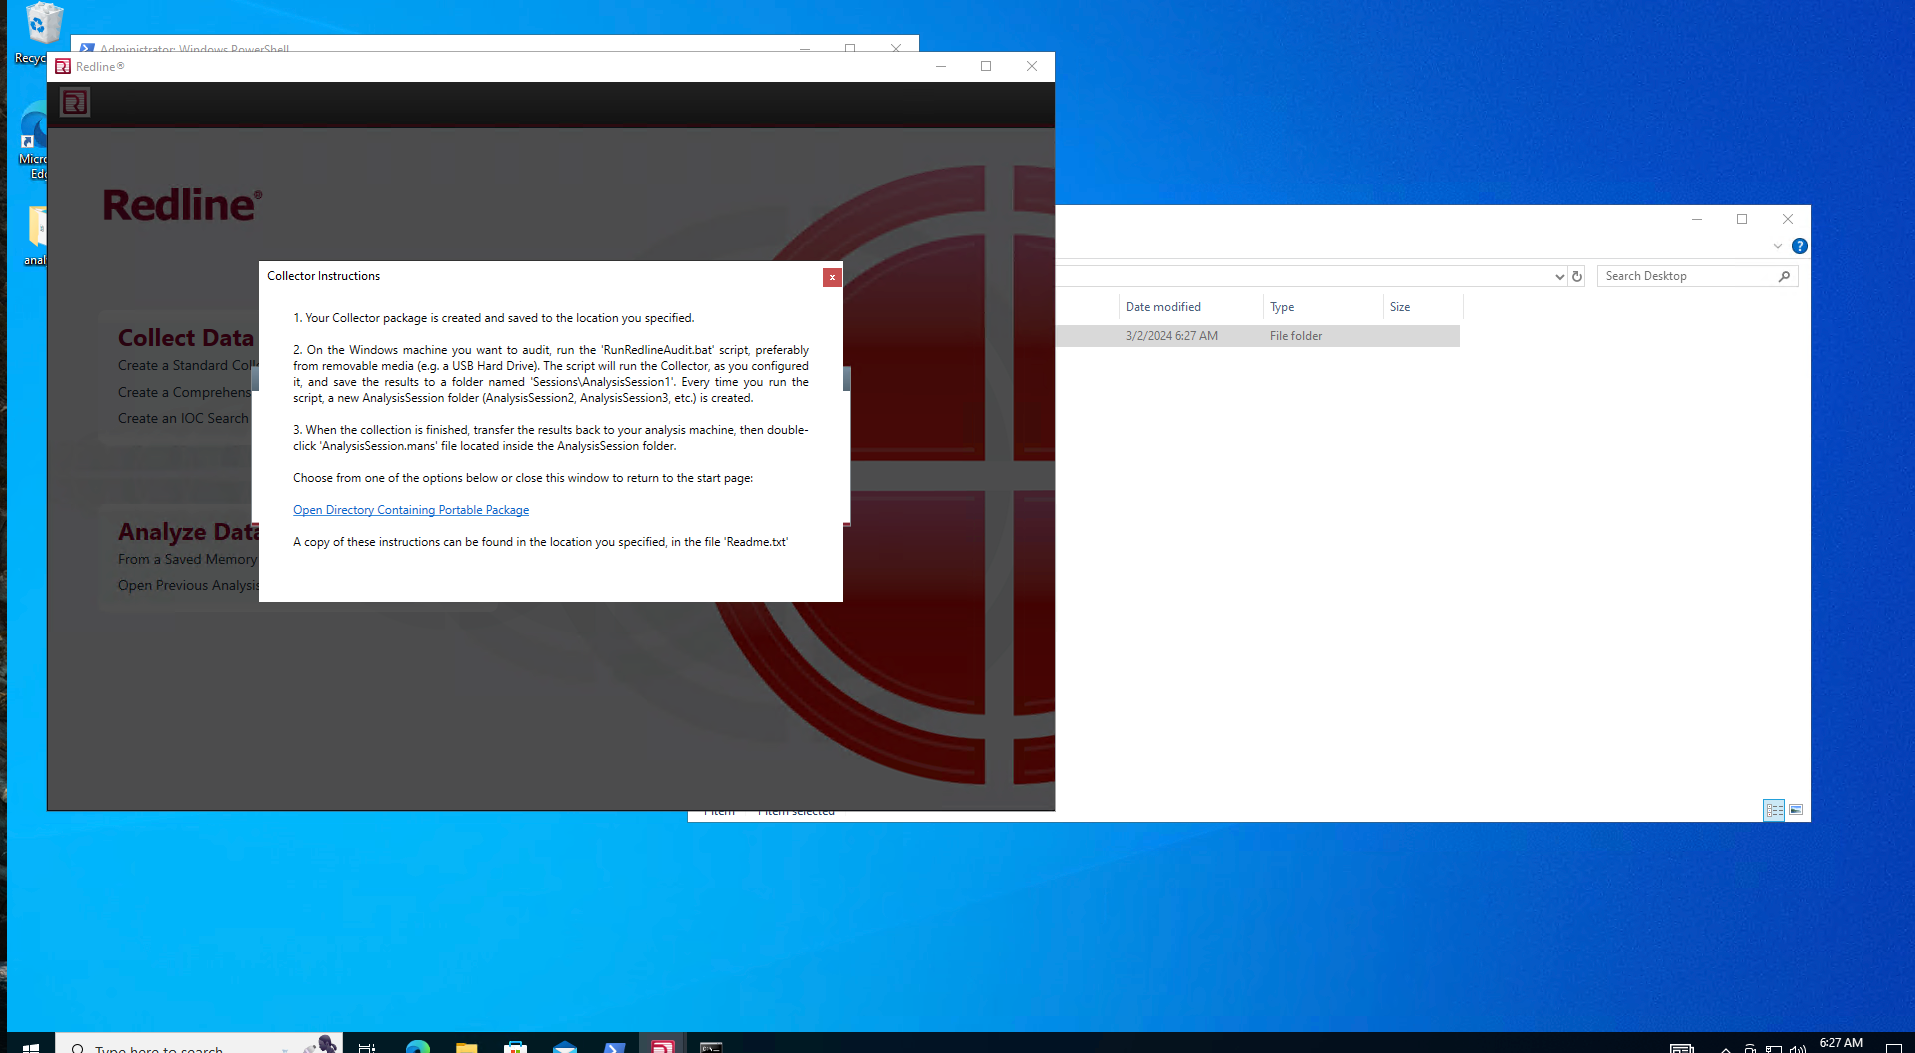 Recyc
Administrator: Windows PowerShell
Redline®
Micro
Edg
anal
Redline®
Collect Data
Create a Standard Coll
Create a Comprehens
Create an IOC Search
Analyze Data
From a Saved Memory
Open Previous Analysis
Collector Instructions
x
1. Your Collector package is created and saved to the location you specified.
2. On the Windows machine you want to audit, run the 'RunRedlineAudit.bat' script, preferably
from removable media (e.g. a USB Hard Drive). The script will run the Collector, as you configured
it, and save the results to a folder named 'Sessions\AnalysisSession1'. Every time you run the
script, a new AnalysisSession folder (AnalysisSession2, AnalysisSession3, etc.) is created.
3. When the collection is finished, transfer the results back to your analysis machine, then double-
click 'AnalysisSession.mans' file located inside the AnalysisSession folder.
Choose from one of the options below or close this window to return to the start page:
Open Directory Containing Portable Package
A copy of these instructions can be found in the location you specified, in the file 'Readme.txt'
?
Search Desktop
Date modified Type Size
3/2/2024 6:27 AM File folder
1 item 1 item selected
Type here to search
6:27 AM